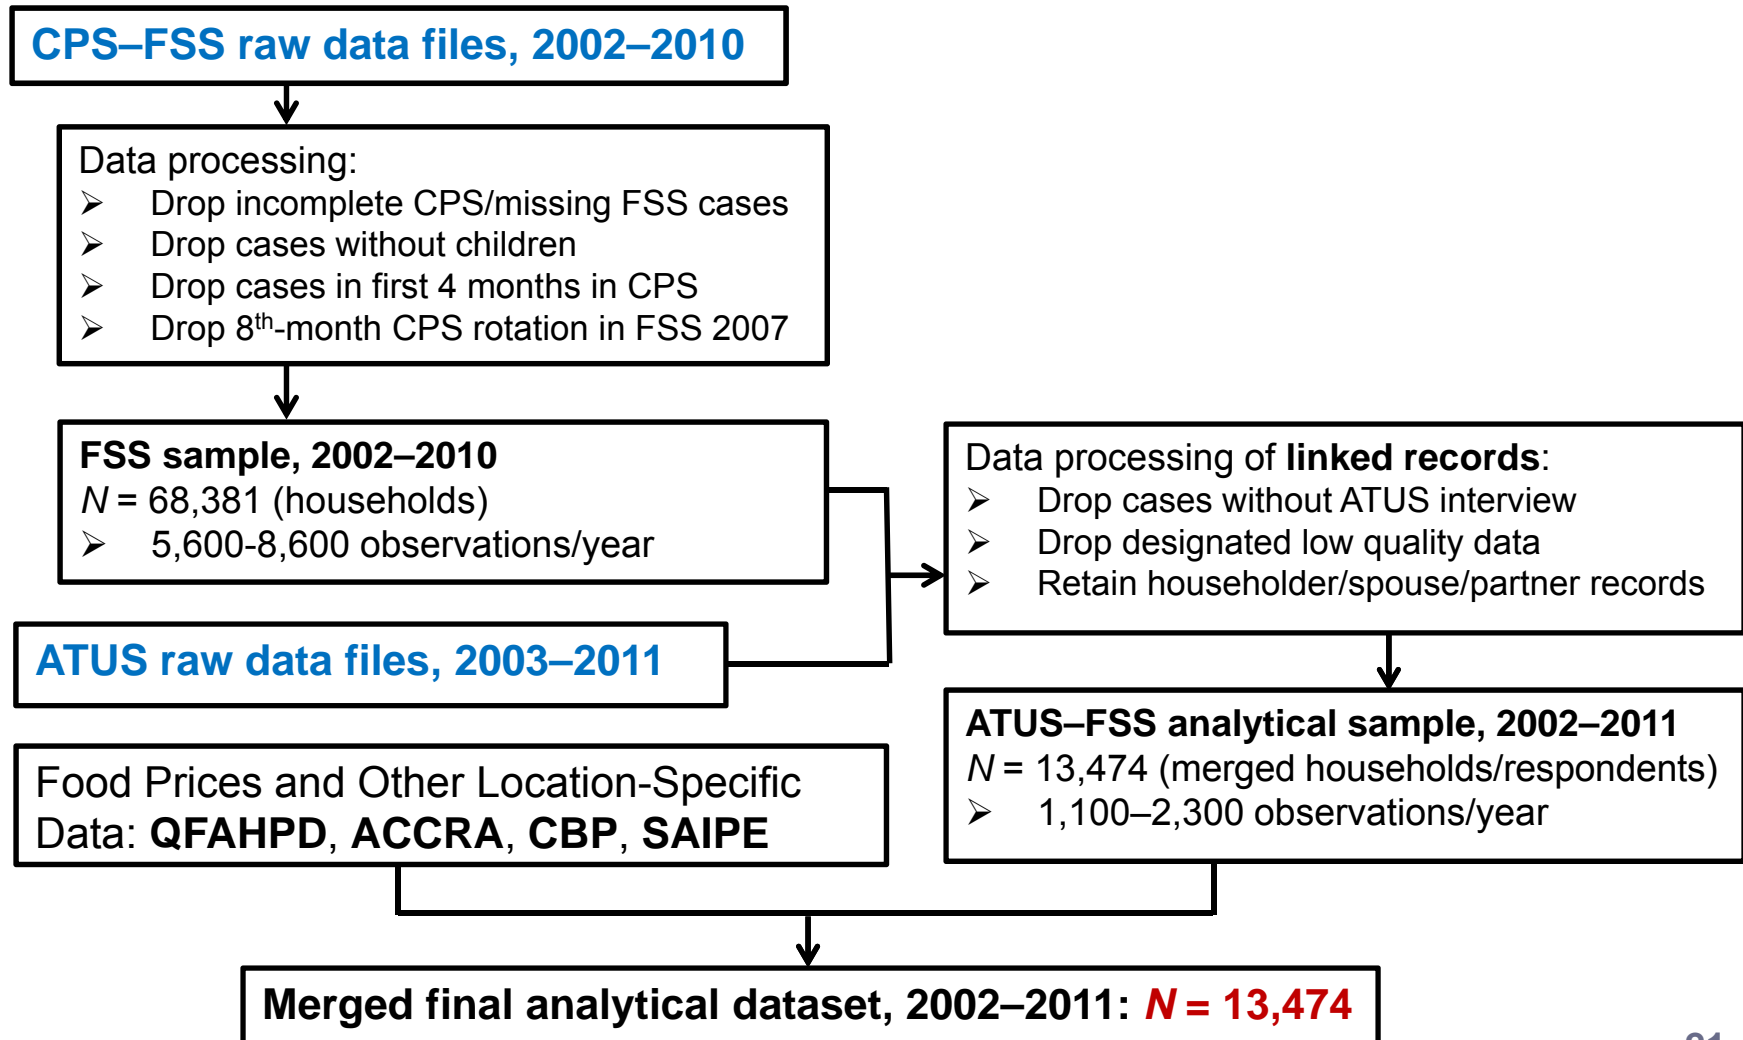 CPS–FSS raw data files, 2002–2010
Data processing:
➢ Drop incomplete CPS/missing FSS cases
➢ Drop cases without children
➢ Drop cases in first 4 months in CPS
➢ Drop 8th-month CPS rotation in FSS 2007
FSS sample, 2002–2010
N = 68,381 (households)
➢ 5,600-8,600 observations/year
ATUS raw data files, 2003–2011
Data processing of linked records:
➢ Drop cases without ATUS interview
➢ Drop designated low quality data
➢ Retain householder/spouse/partner records
ATUS–FSS analytical sample, 2002–2011
N = 13,474 (merged households/respondents)
➢ 1,100–2,300 observations/year
Food Prices and Other Location-Specific
Data: QFAHPD, ACCRA, CBP, SAIPE
Merged final analytical dataset, 2002–2011: N = 13,474